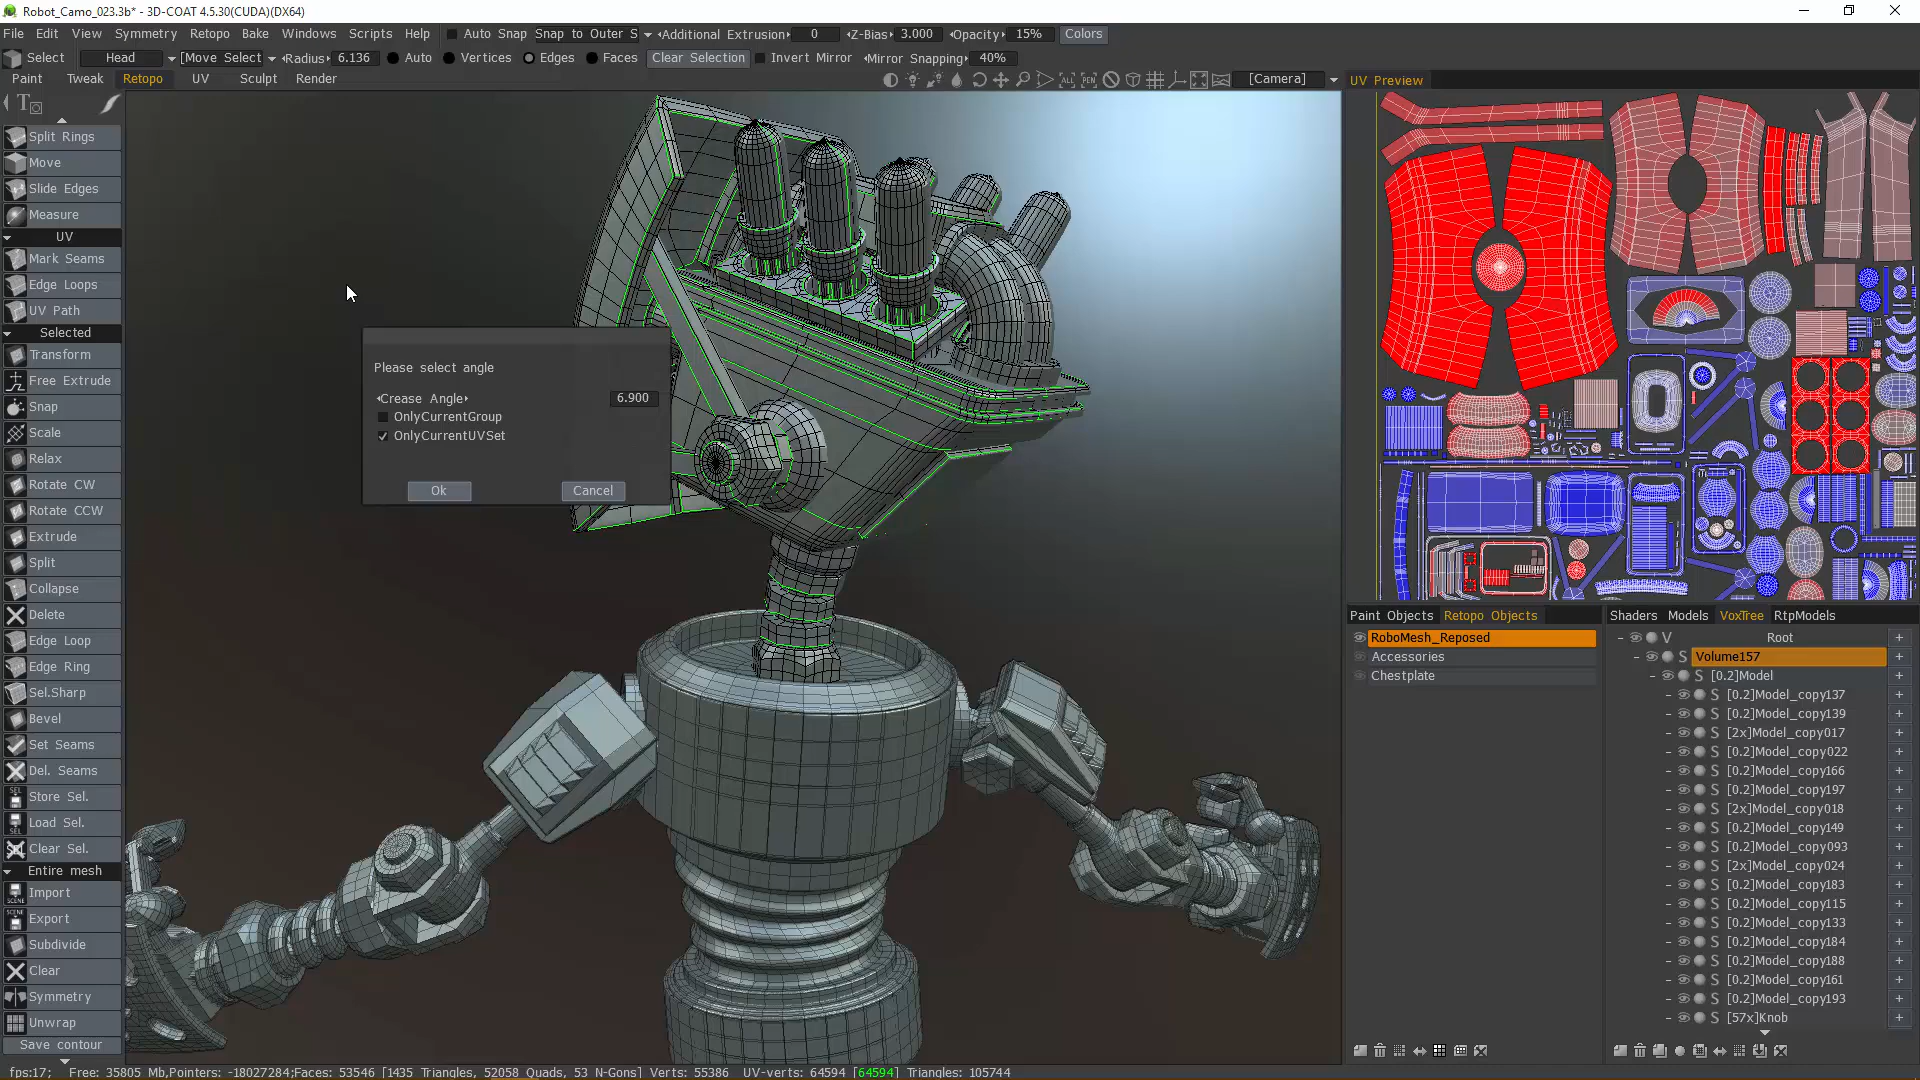 Robot_Camo_023.3b* - 3D-COAT 4.5.30(CUDA)(DX64)
File Edit View Symmetry Retopo Bake Windows Scripts Help Auto Snap Snap to Outer S Additional Extrusion 0 Z-Bias 3.000 Opacity 15% Colors
Select Head [Move Select Radius 6.136 Auto Vertices Edges Faces Clear Selection Invert Mirror Mirror Snapping 40%
Paint Tweak Retopo UV Sculpt Render ALL PEN [Camera] UV Preview
Split Rings
Move
Slide Edges
Measure
UV
Mark Seams
Edge Loops
UV Path
Selected
Transform
Free Extrude
Snap
Scale
Relax
Rotate CW
Rotate CCW
Extrude
Split
Collapse
Delete
Edge Loop
Edge Ring
Sel.Sharp
Bevel
Set Seams
Del. Seams
SEL Store Sel.
SEL Load Sel.
SEL Clear Sel.
Entire mesh
SCENE Import
SCENE Export
Subdivide
Clear
Symmetry
Unwrap
Save contour
Please select angle
Crease Angle 6.900
OnlyCurrentGroup
OnlyCurrentUVSet
Ok Cancel
Paint Objects Retopo Objects
RoboMesh_Reposed
Accessories
Chestplate
Shaders Models VoxTree RtpModels
– V Root +
– S Volume157 +
– S [0.2]Model +
– S [0.2]Model_copy137 +
– S [0.2]Model_copy139 +
– S [2x]Model_copy017 +
– S [0.2]Model_copy022 +
– S [0.2]Model_copy166 +
– S [0.2]Model_copy197 +
– S [2x]Model_copy018 +
– S [0.2]Model_copy149 +
– S [0.2]Model_copy093 +
– S [2x]Model_copy024 +
– S [0.2]Model_copy183 +
– S [0.2]Model_copy115 +
– S [0.2]Model_copy133 +
– S [0.2]Model_copy184 +
– S [0.2]Model_copy188 +
– S [0.2]Model_copy161 +
– S [0.2]Model_copy193 +
– S [57x]Knob +
fps:17; Free: 35805 Mb,Pointers: -18027284;Faces: 53546 [1435 Triangles, 52058 Quads, 53 N-Gons] Verts: 55386 UV-verts: 64594 [64594] Triangles: 105744